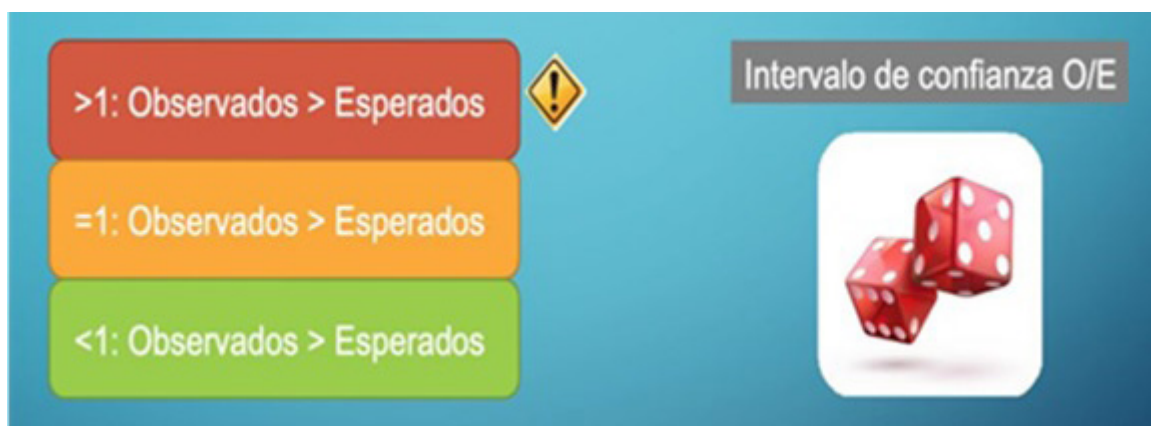 >1: Observados > Esperados
=1: Observados > Esperados
<1: Observados > Esperados
Intervalo de confianza O/E